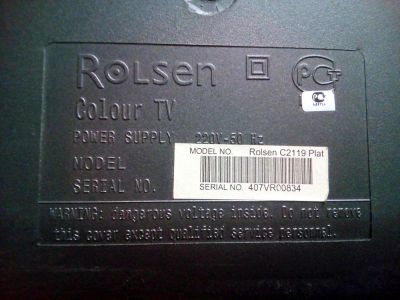 ROLSEN
Colour TV
POWER SUPPLY 220V~50 Hz
MODEL
MODEL NO. Rolsen C2119 Plat
SERIAL NO.
SERIAL NO. 407VR00834
WARNING: dangerous voltage inside. Do not remove
this cover except qualified service personnel.